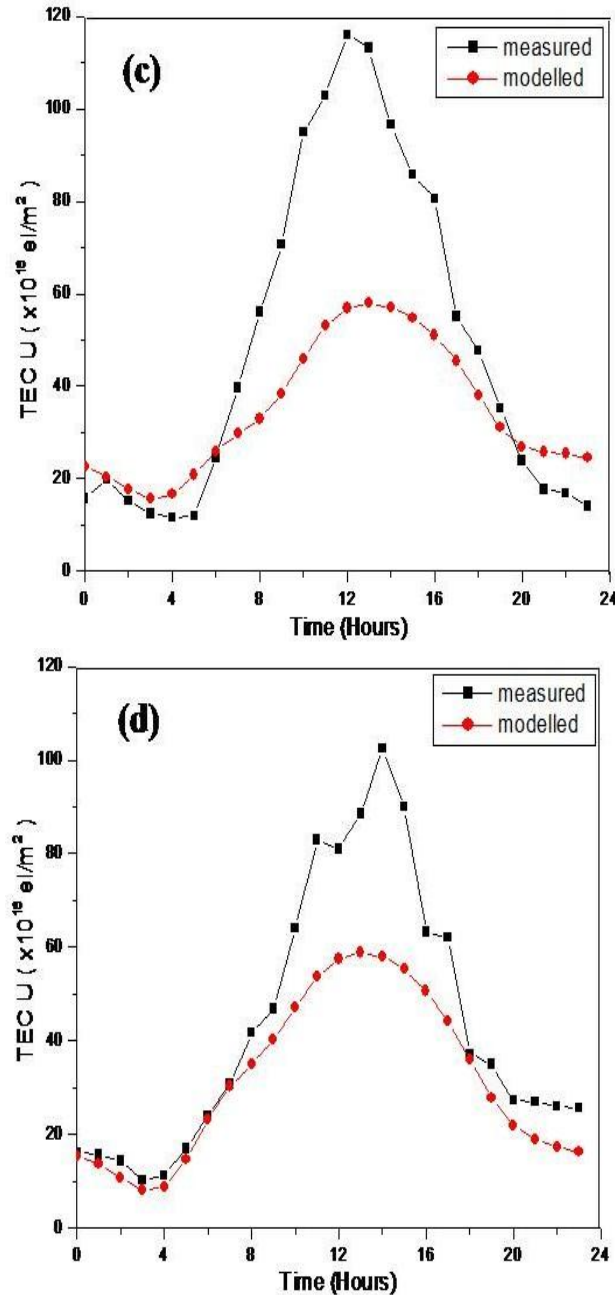 (c)
measured
modelled
TEC U ( x10¹⁶ el/m² )
120
100
80
60
40
20
0
0 4 8 12 16 20 24
Time (Hours)
(d)
measured
modelled
TEC U ( x10¹⁶ el/m² )
120
100
80
60
40
20
0
0 4 8 12 16 20 24
Time (Hours)